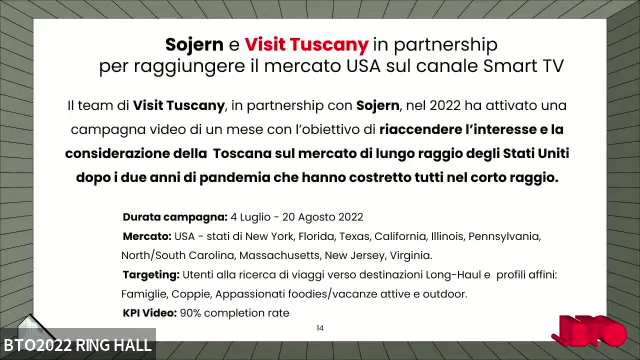 Sojern e Visit Tuscany in partnership
per raggiungere il mercato USA sul canale Smart TV
Il team di Visit Tuscany, in partnership con Sojern, nel 2022 ha attivato una
campagna video di un mese con l'obiettivo di riaccendere l'interesse e la
considerazione della Toscana sul mercato di lungo raggio degli Stati Uniti
dopo i due anni di pandemia che hanno costretto tutti nel corto raggio.
Durata campagna: 4 Luglio - 20 Agosto 2022
Mercato: USA - stati di New York, Florida, Texas, California, Illinois, Pennsylvania,
North/South Carolina, Massachusetts, New Jersey, Virginia.
Targeting: Utenti alla ricerca di viaggi verso destinazioni Long-Haul e profili affini:
Famiglie, Coppie, Appassionati foodies/vacanze attive e outdoor.
KPI Video: 90% completion rate
14
BTO2022 RING HALL
BTO